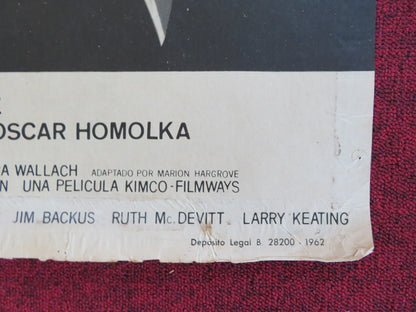 OSCAR HOMOLKA
A WALLACH ADAPTADO POR MARION HARGROVE
N UNA PELICULA KIMCO-FILMWAYS
JIM BACKUS RUTH Mc. DEVITT LARRY KEATING
Depósito Legal B. 28200 - 1962